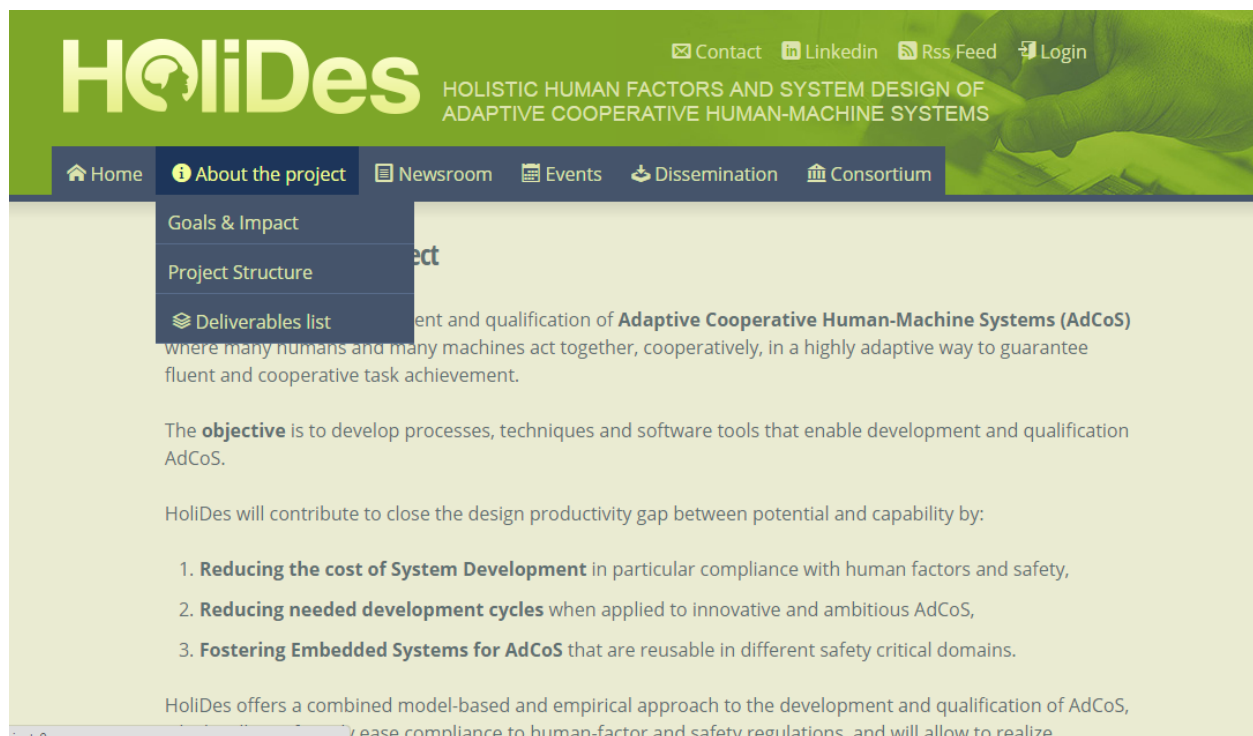 HoliDes
Contact Linkedin Rss Feed Login
HOLISTIC HUMAN FACTORS AND SYSTEM DESIGN OF
ADAPTIVE COOPERATIVE HUMAN-MACHINE SYSTEMS
Home About the project Newsroom Events Dissemination Consortium
Goals & Impact
Project Structure
Deliverables list
ent and qualification of Adaptive Cooperative Human-Machine Systems (AdCoS)
where many humans and many machines act together, cooperatively, in a highly adaptive way to guarantee
fluent and cooperative task achievement.
The objective is to develop processes, techniques and software tools that enable development and qualification
AdCoS.
HoliDes will contribute to close the design productivity gap between potential and capability by:
1. Reducing the cost of System Development in particular compliance with human factors and safety,
2. Reducing needed development cycles when applied to innovative and ambitious AdCoS,
3. Fostering Embedded Systems for AdCoS that are reusable in different safety critical domains.
HoliDes offers a combined model-based and empirical approach to the development and qualification of AdCoS,
ease compliance to human-factor and safety regulations, and will allow to realize